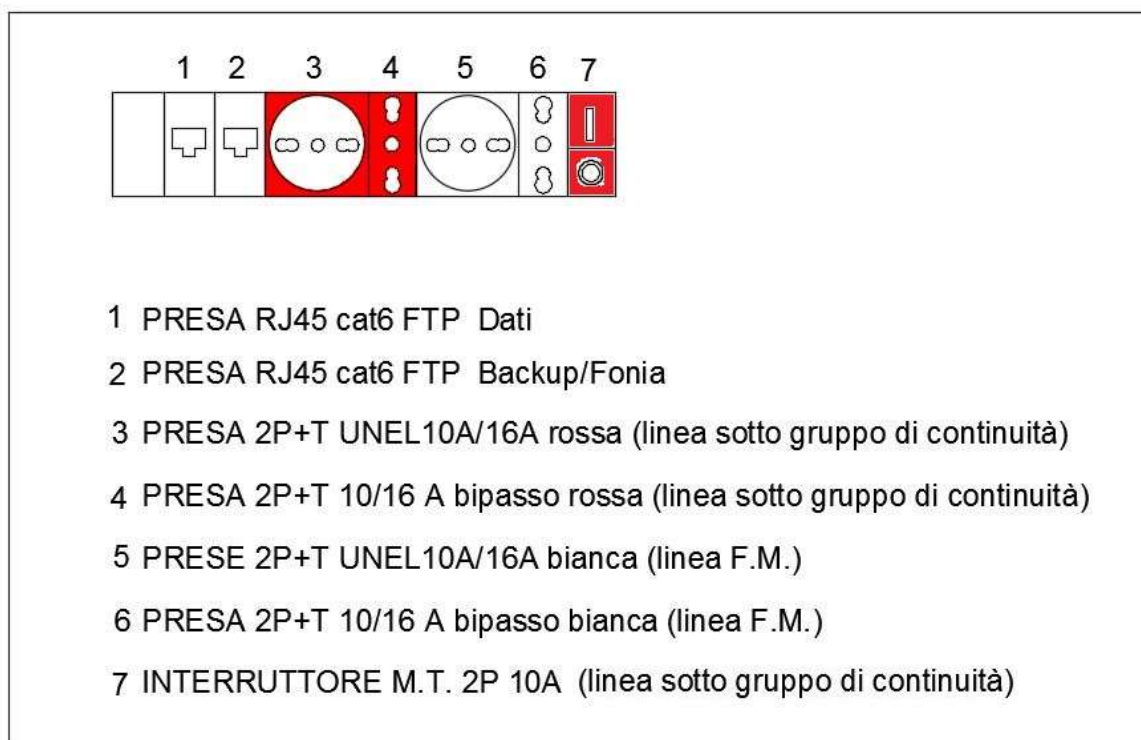 1 2 3 4 5 6 7
1 PRESA RJ45 cat6 FTP Dati
2 PRESA RJ45 cat6 FTP Backup/Fonia
3 PRESA 2P+T UNEL10A/16A rossa (linea sotto gruppo di continuità)
4 PRESA 2P+T 10/16 A bipasso rossa (linea sotto gruppo di continuità)
5 PRESE 2P+T UNEL10A/16A bianca (linea F.M.)
6 PRESA 2P+T 10/16 A bipasso bianca (linea F.M.)
7 INTERRUTTORE M.T. 2P 10A (linea sotto gruppo di continuità)